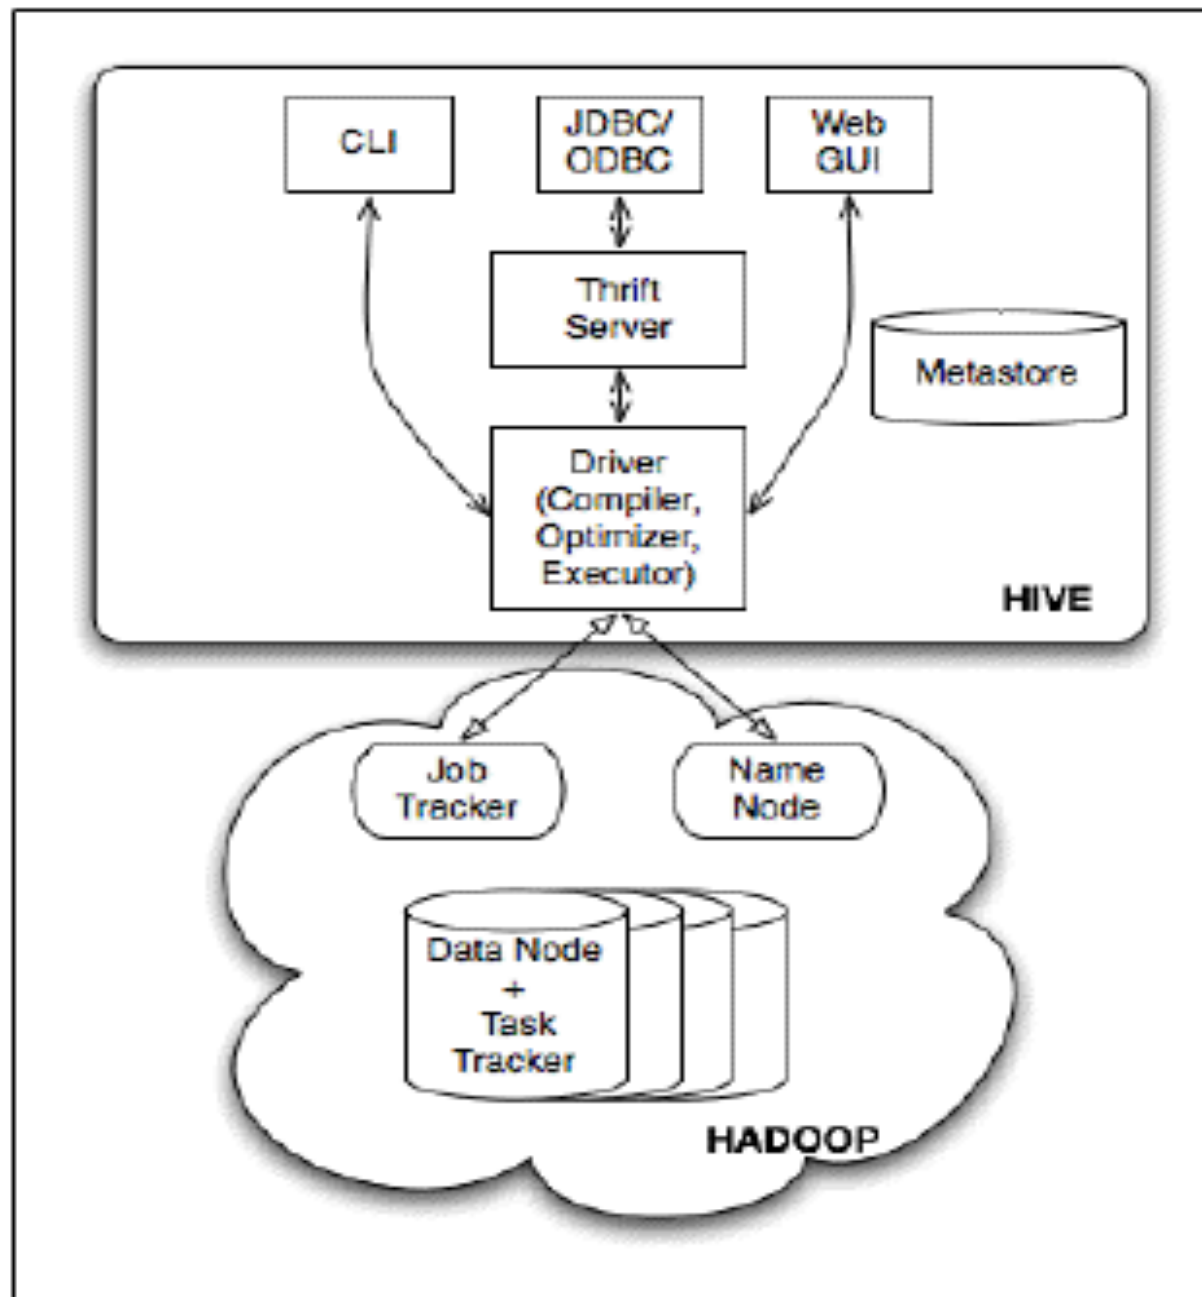 CLI
JDBC/
ODBC
Web
GUI
Thrift
Server
Metastore
Driver
(Compiler,
Optimizer,
Executor)
HIVE
Job
Tracker
Name
Node
Data Node
+
Task
Tracker
HADOOP